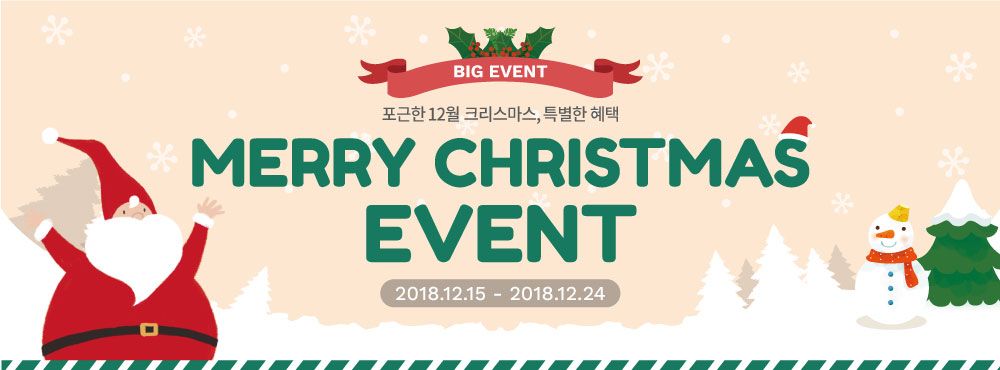 BIG EVENT
포근한 12월 크리스마스, 특별한 혜택
MERRY CHRISTMAS
EVENT
2018.12.15 - 2018.12.24